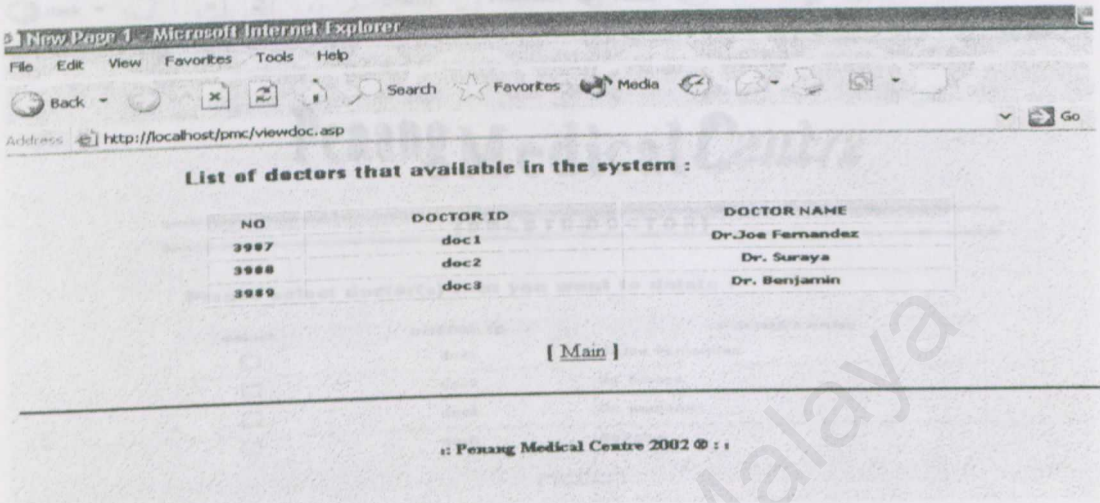 New Page 1 - Microsoft Internet Explorer
File Edit View Favorites Tools Help
Back Search Favorites Media
Address http://localhost/pmc/viewdoc.asp Go
List of doctors that available in the system :
NO DOCTOR ID DOCTOR NAME
3987 doc1 Dr.Joe Fernandez
3988 doc2 Dr. Suraya
3989 doc3 Dr. Benjamin
[ Main ]
:: Penang Medical Centre 2002 ® : :
Malaya